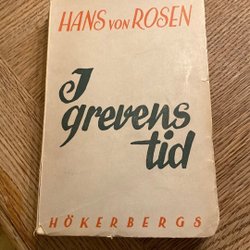 HANS VON ROSEN
I
grevens
tid
HÖKERBERGS